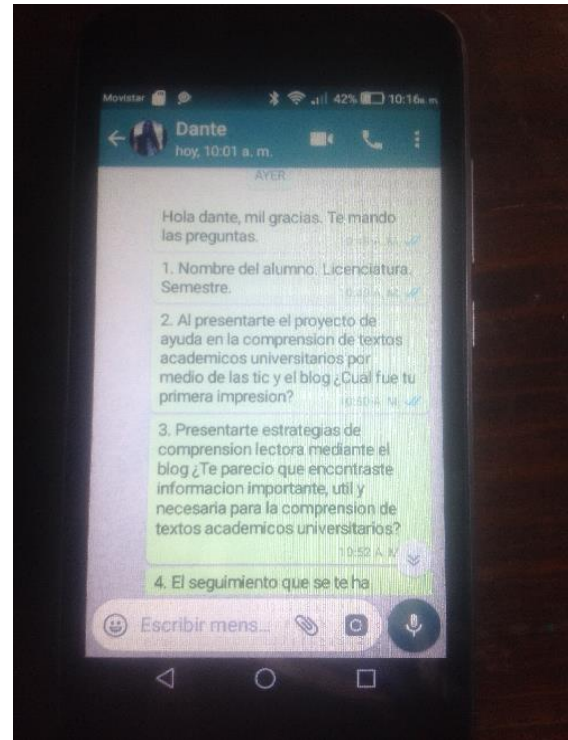 Movistar 42% 10:16a. m
Dante
hoy, 10:01 a. m.
AYER
Hola dante, mil gracias. Te mando
las preguntas.
1. Nombre del alumno. Licenciatura.
Semestre.
2. Al presentarte el proyecto de
ayuda en la comprension de textos
academicos universitarios por
medio de las tic y el blog ¿Cual fue tu
primera impresion?
10:50 A. M.
3. Presentarte estrategias de
comprension lectora mediante el
blog ¿Te parecio que encontraste
informacion importante, util y
necesaria para la comprension de
textos academicos universitarios?
10:52 A. M
4. El seguimiento que se te ha
Escribir mens...